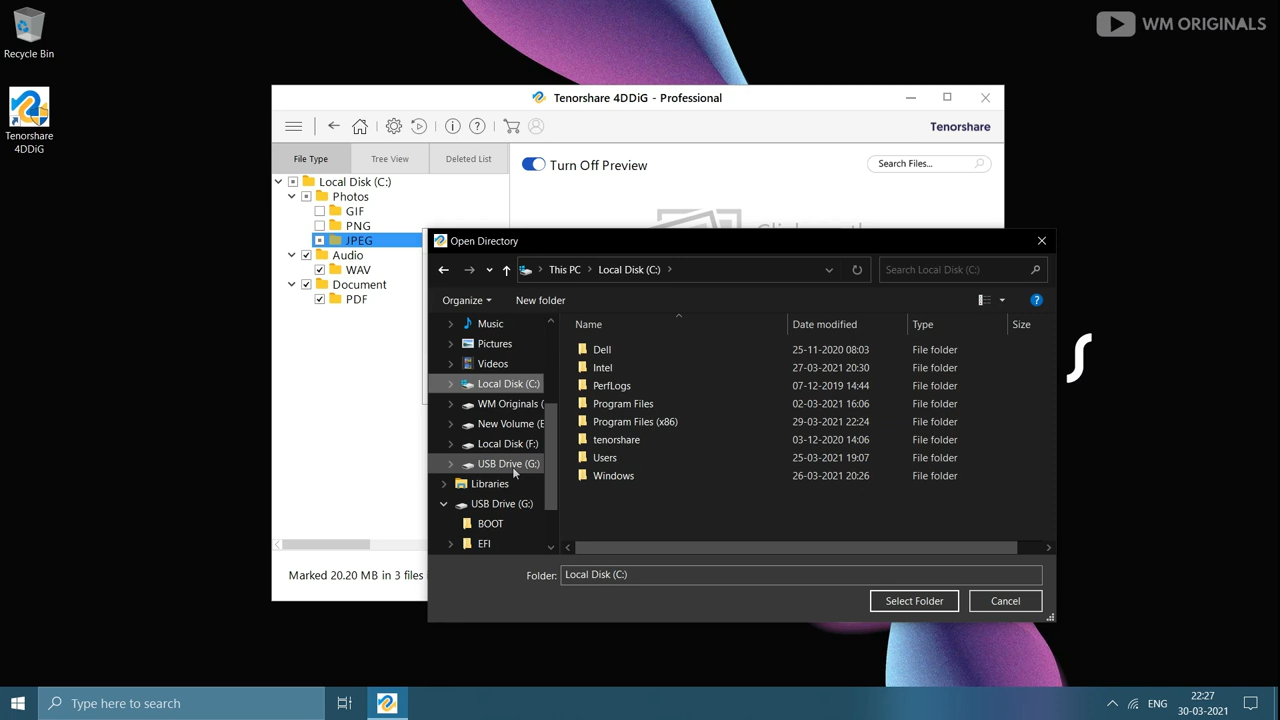 WM ORIGINALS
Recycle Bin
Tenorshare
4DDiG
Tenorshare 4DDiG - Professional
Tenorshare
File Type
Tree View
Deleted List
Turn Off Preview
Search Files...
Local Disk (C:)
Photos
GIF
PNG
JPEG
Audio
WAV
Document
PDF
Marked 20.20 MB in 3 files
Open Directory
This PC
Local Disk (C:)
Search Local Disk (C:)
Organize
New folder
Music
Pictures
Videos
Local Disk (C:)
WM Originals (
New Volume (E
Local Disk (F:)
USB Drive (G:)
Libraries
USB Drive (G:)
BOOT
EFI
Name Date modified Type Size
Dell 25-11-2020 08:03 File folder
Intel 27-03-2021 20:30 File folder
PerfLogs 07-12-2019 14:44 File folder
Program Files 02-03-2021 16:06 File folder
Program Files (x86) 29-03-2021 22:24 File folder
tenorshare 03-12-2020 14:06 File folder
Users 25-03-2021 19:07 File folder
Windows 26-03-2021 20:26 File folder
Folder: Local Disk (C:)
Select Folder
Cancel
Type here to search
ENG
22:27
30-03-2021